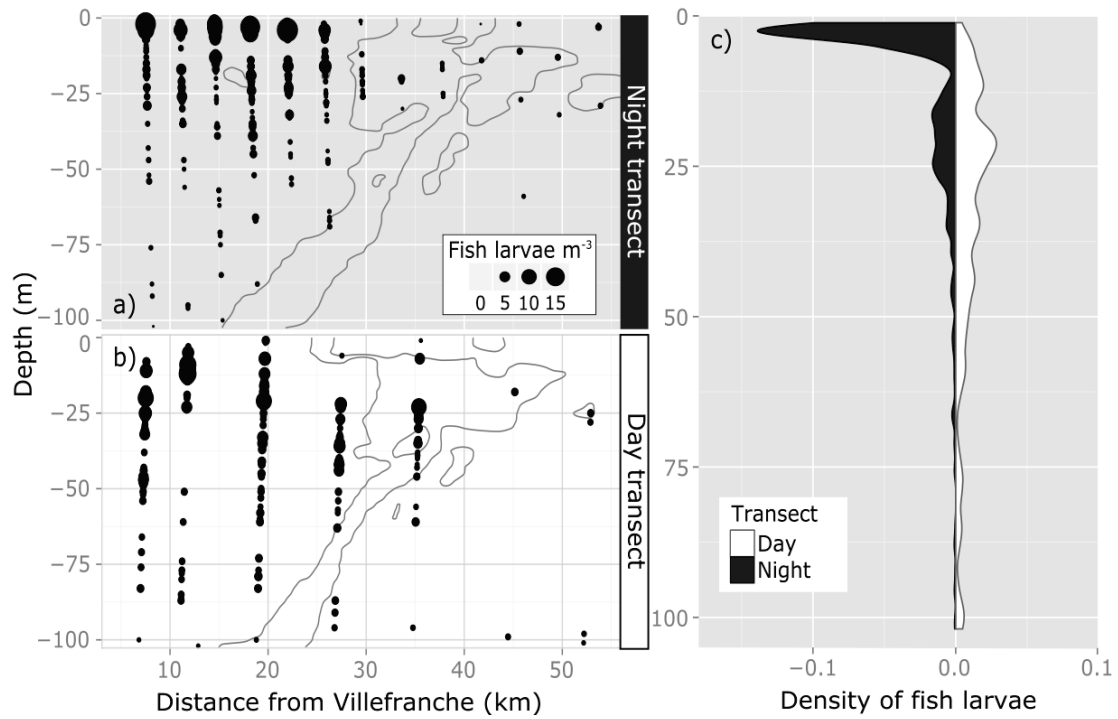 a)
0
−25
−50
−75
−100
Night transect
Fish larvae m-3
0 5 10 15
b)
0
−25
−50
−75
−100
Day transect
Depth (m)
10 20 30 40 50
Distance from Villefranche (km)
c)
0
25
50
75
100
Transect
Day
Night
−0.1 0.0 0.1
Density of fish larvae